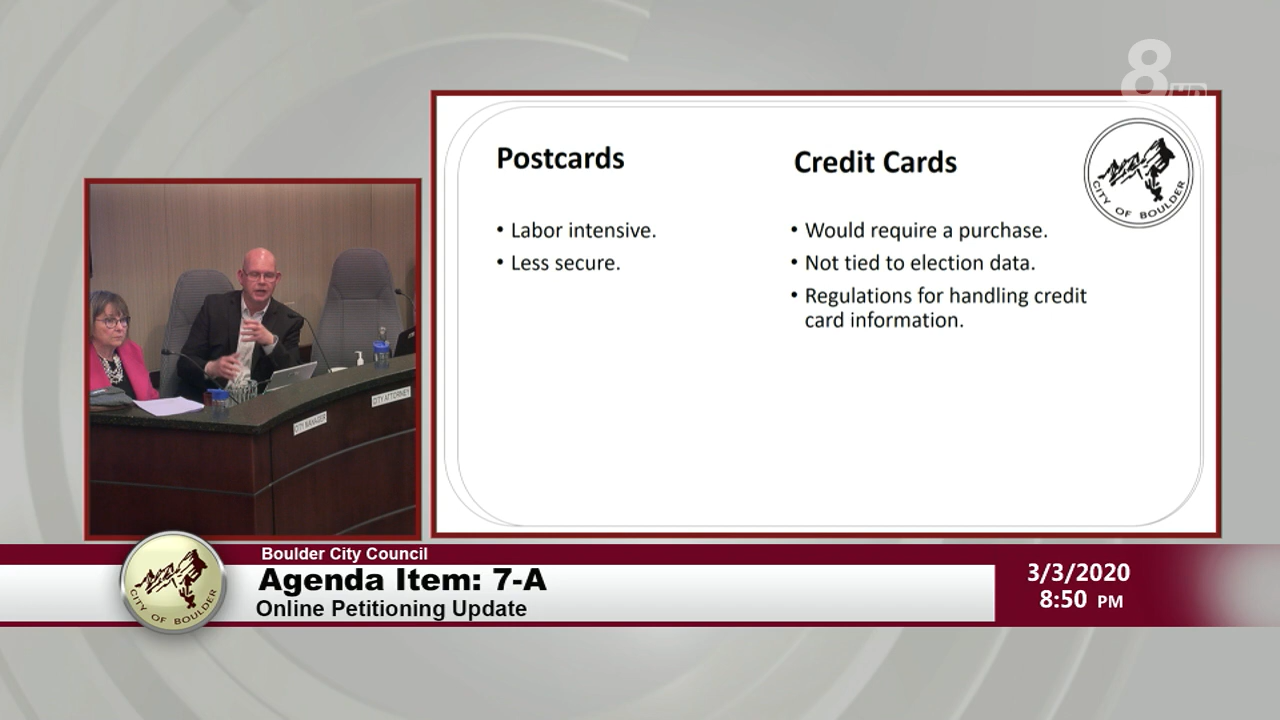 8
HD
Postcards
Credit Cards
CITY OF BOULDER
• Labor intensive.
• Less secure.
• Would require a purchase.
• Not tied to election data.
• Regulations for handling credit
card information.
CITY MANAGER
CITY ATTORNEY
Boulder City Council
Agenda Item: 7-A
Online Petitioning Update
CITY OF BOULDER
3/3/2020
8:50 PM